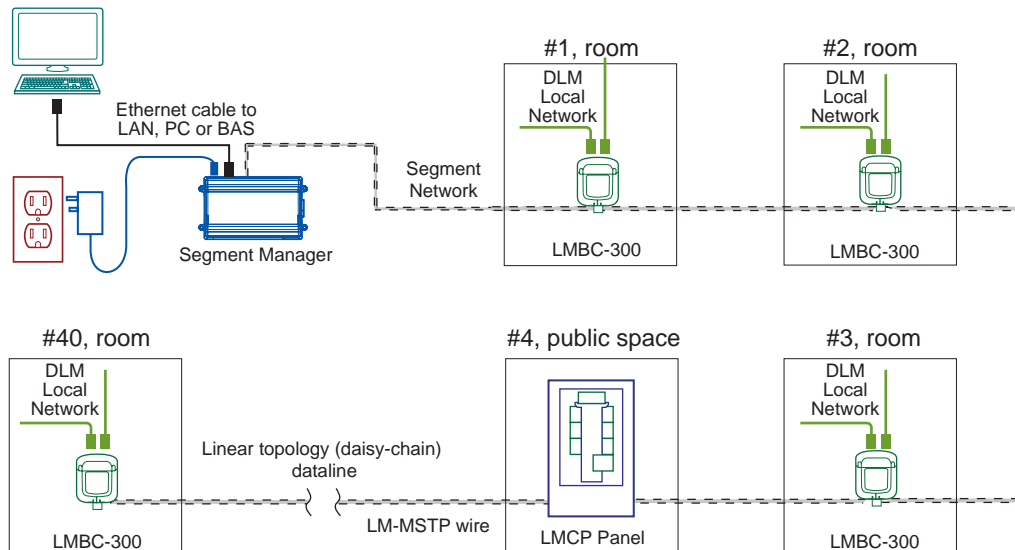 #1, room
#2, room
Ethernet cable to
LAN, PC or BAS
DLM
Local
Network
DLM
Local
Network
Segment
Network
Segment Manager
LMBC-300
LMBC-300
#40, room
#4, public space
#3, room
DLM
Local
Network
DLM
Local
Network
Linear topology (daisy-chain)
dataline
LM-MSTP wire
LMBC-300
LMCP Panel
LMBC-300